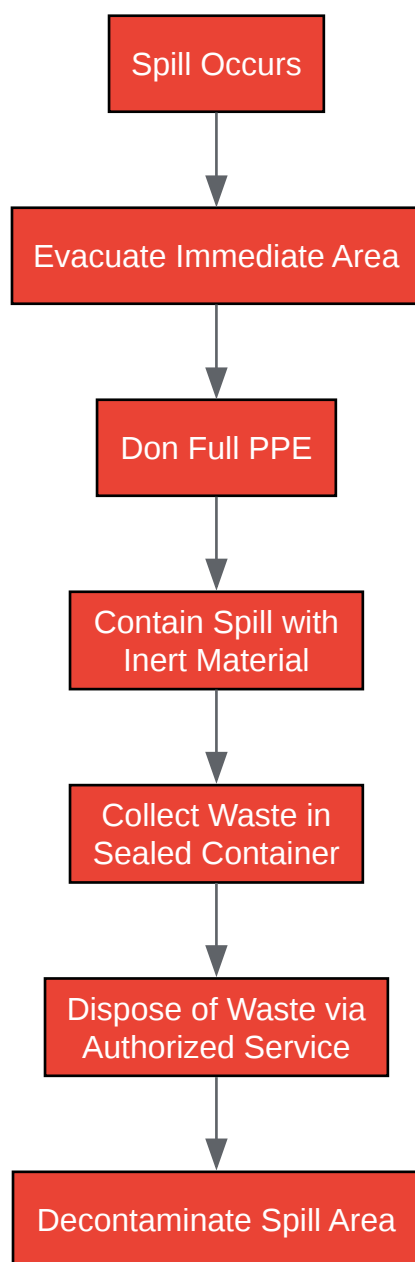 Spill Occurs
Evacuate Immediate Area
Don Full PPE
Contain Spill with
Inert Material
Collect Waste in
Sealed Container
Dispose of Waste via
Authorized Service
Decontaminate Spill Area